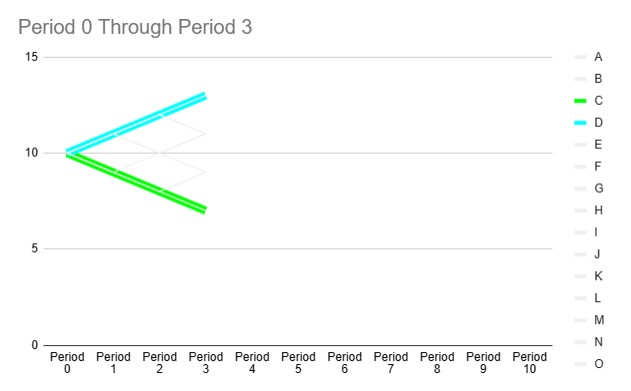 Period 0 Through Period 3
15
10
5
0
Period 0
Period 1
Period 2
Period 3
Period 4
Period 5
Period 6
Period 7
Period 8
Period 9
Period 10
A
B
C
D
E
F
G
H
I
J
K
L
M
N
O